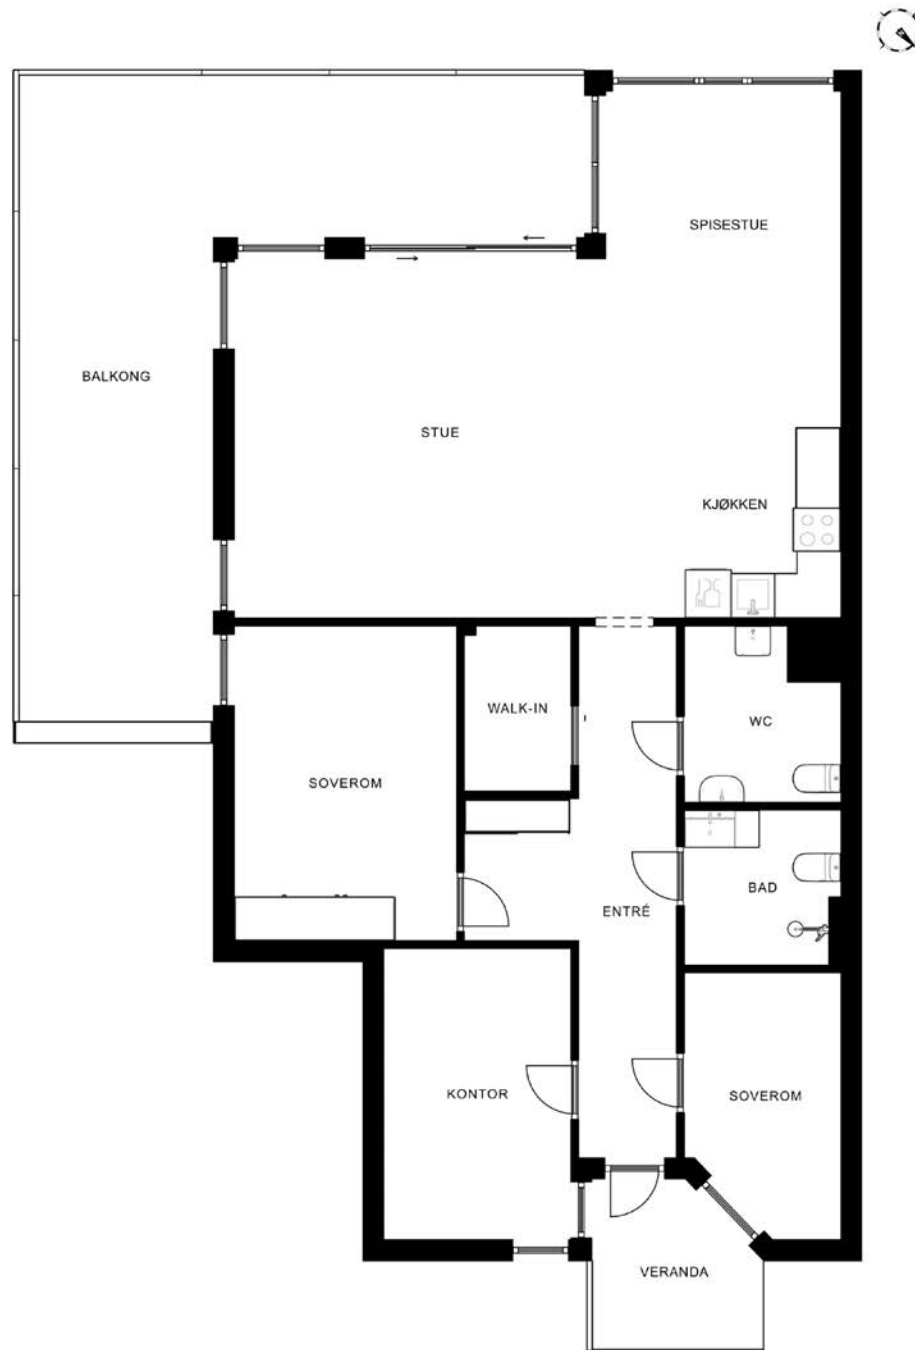 SPISESTUE
BALKONG
STUE
KJØKKEN
WALK-IN
WC
SOVEROM
BAD
ENTRÉ
KONTOR
SOVEROM
VERANDA